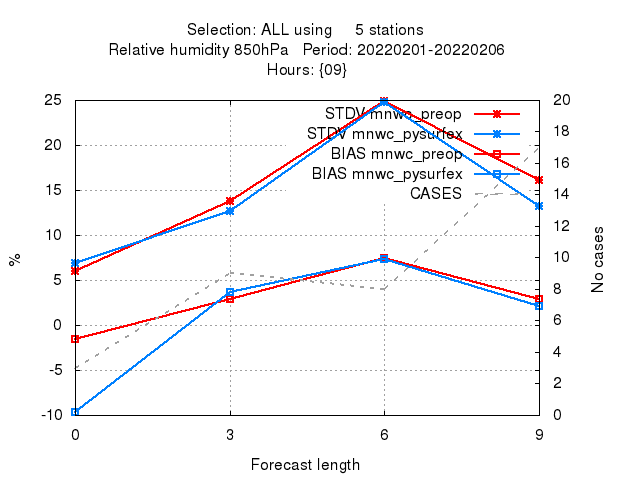 Selection: ALL using 5 stations
Relative humidity 850hPa Period: 20220201-20220206
Hours: {09}
25 20
STDV mnwc_preop
18
20 STDV mnwc_pysurfex
16
BIAS mnwc_preop
15 BIAS mnwc_pysurfex
14
CASES
12
10
% 10 No cases
5 8
6
0
4
-5
2
-10 0
0 3 6 9
Forecast length